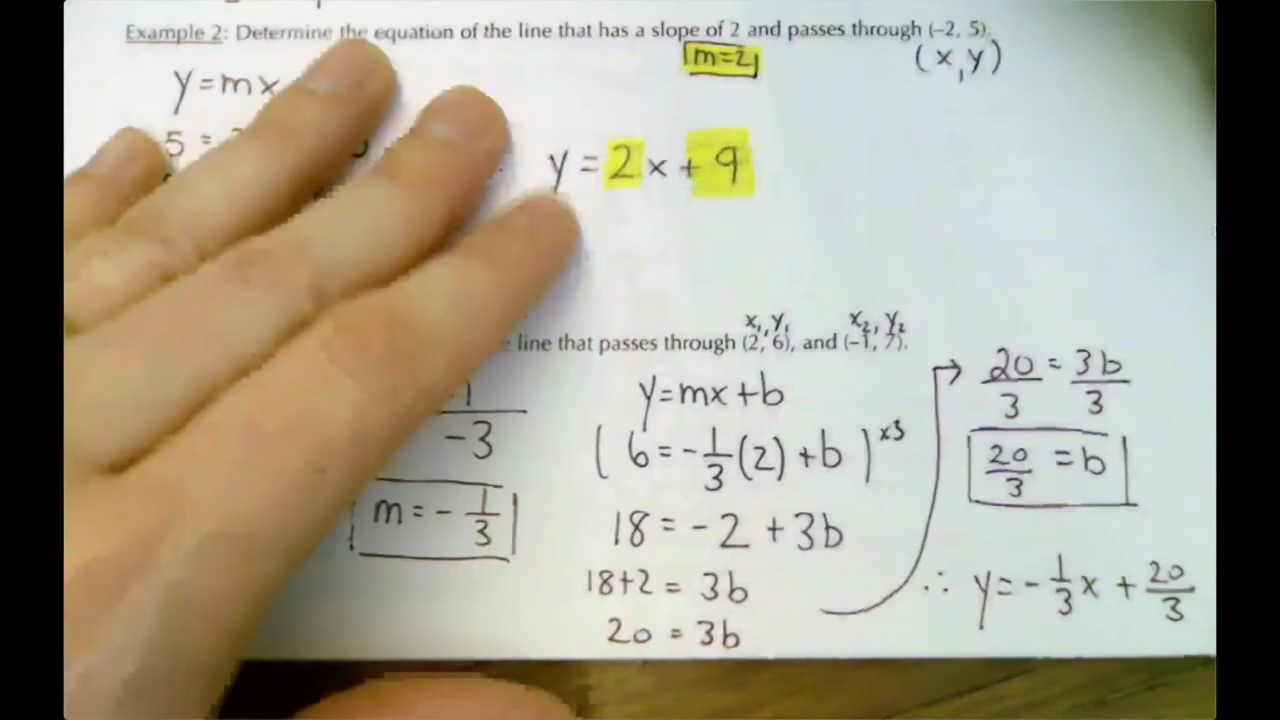 Example 2: Determine the equation of the line that has a slope of 2 and passes through (–2, 5).
m=2
(x,y)
y=mx
5 =
y = 2x + 9
x₁,y₁ x₂,y₂
line that passes through (2, 6), and (–1, 7).
1
-3
m = - 1/3
y=mx+b
( 6 = -1/3(2) + b )×3
18 = -2 + 3b
18+2 = 3b
20 = 3b
20/3 = 3b/3
20/3 = b
∴ y = -1/3x + 20/3